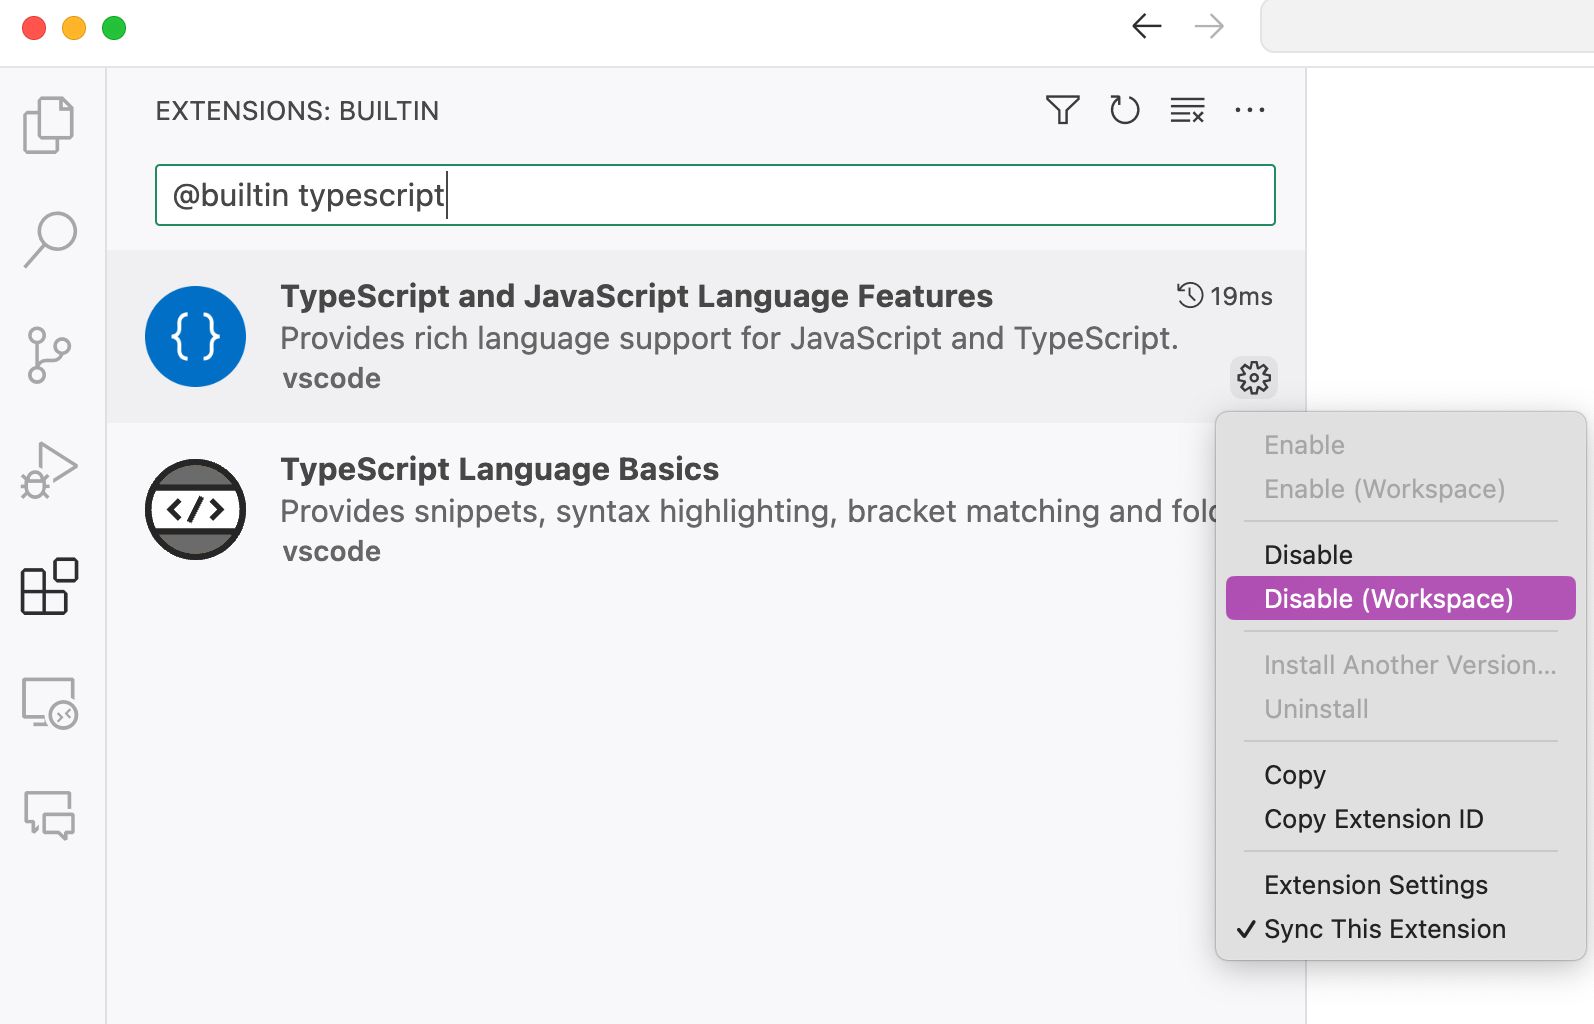 EXTENSIONS: BUILTIN
@builtin typescript
TypeScript and JavaScript Language Features
19ms
Provides rich language support for JavaScript and TypeScript.
vscode
TypeScript Language Basics
Provides snippets, syntax highlighting, bracket matching and fold
vscode
Enable
Enable (Workspace)
Disable
Disable (Workspace)
Install Another Version...
Uninstall
Copy
Copy Extension ID
Extension Settings
Sync This Extension